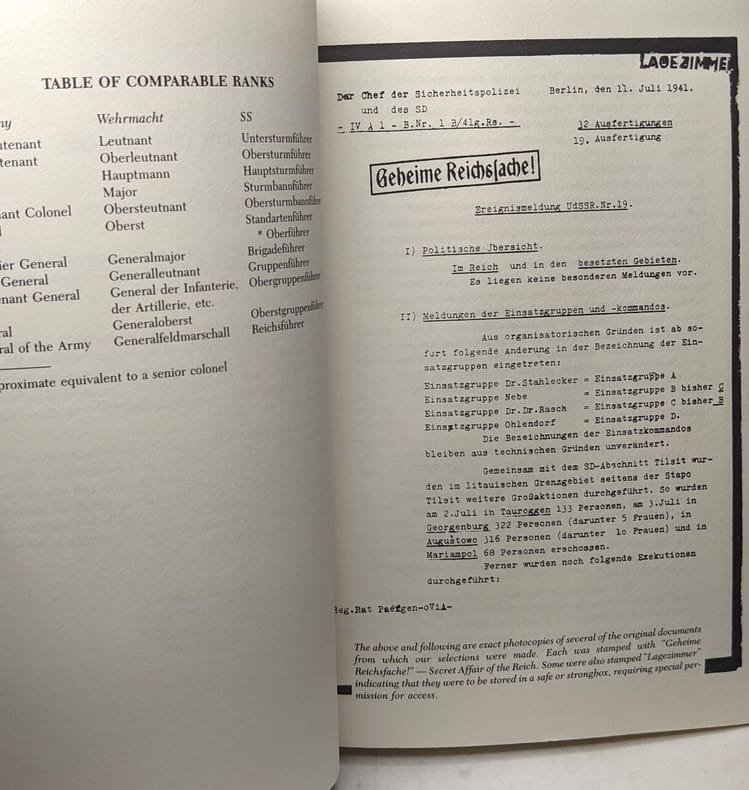 TABLE OF COMPARABLE RANKS
ny Wehrmacht SS
tenant Leutnant Untersturmführer
tenant Oberleutnant Obersturmführer
Hauptmann Hauptsturmführer
Major Sturmbannführer
ant Colonel Obersteutnant Obersturmbannführer
Oberst Standartenführer
* Oberführer
ier General Generalmajor Brigadeführer
General Generalleutnant Gruppenführer
nant General General der Infanterie, Obergruppenführer
der Artillerie, etc.
ral Generaloberst Oberstgruppenführer
ral of the Army Generalfeldmarschall Reichsführer
proximate equivalent to a senior colonel
LAGEZIMMER
Der Chef der Sicherheitspolizei Berlin, den 11. Juli 1941.
und des SD
- IV A 1 - B.Nr. 1 B/41g.Rs. - 32 Ausfertigungen
19. Ausfertigung
Geheime Reichsſache!
Ereignismeldung UdSSR.Nr.19.
I) Politische Übersicht.
Im Reich und in den besetzten Gebieten.
Es liegen keine besonderen Meldungen vor.
II) Meldungen der Einsatzgruppen und -kommandos.
Aus organisatorischen Gründen ist ab so-
fort folgende Änderung in der Bezeichnung der Ein-
satzgruppen eingetreten:
Einsatzgruppe Dr.Stahlecker = Einsatzgruppe A
Einsatzgruppe Nebe = Einsatzgruppe B bisher C
Einsatzgruppe Dr.Dr.Rasch = Einsatzgruppe C bisher B
Einsatzgruppe Ohlendorf = Einsatzgruppe D.
Die Bezeichnungen der Einsatzkommandos
bleiben aus technischen Gründen unverändert.
Gemeinsam mit dem SD-Abschnitt Tilsit wur-
den im litauischen Grenzgebiet seitens der Stapo
Tilsit weitere Großaktionen durchgeführt. So wurden
am 2.Juli in Tauroggen 133 Personen, am 3.Juli in
Georgenburg 322 Personen (darunter 5 Frauen), in
Augustowo 316 Personen (darunter 10 Frauen) und in
Mariampol 68 Personen erschossen.
Ferner wurden noch folgende Exekutionen
durchgeführt:
Reg.Rat Paeffgen-oViA-
The above and following are exact photocopies of several of the original documents
from which our selections were made. Each was stamped with "Geheime
Reichsfache!" — Secret Affair of the Reich. Some were also stamped "Lagezimmer"
indicating that they were to be stored in a safe or strongbox, requiring special per-
mission for access.